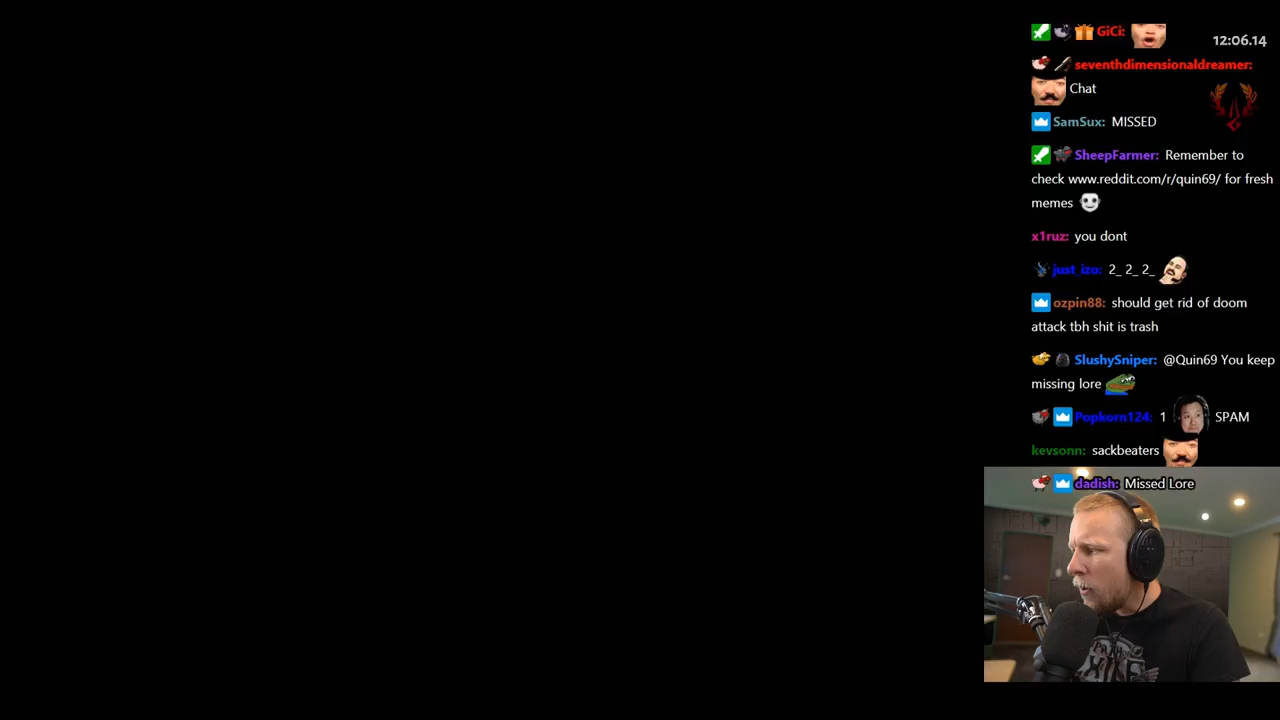 GiCi:
12:06.14
seventhdimensionaldreamer:
Chat
SamSux: MISSED
SheepFarmer: Remember to
check www.reddit.com/r/quin69/ for fresh
memes
x1ruz: you dont
just_izo: 2_ 2_ 2_
ozpin88: should get rid of doom
attack tbh shit is trash
SlushySniper: @Quin69 You keep
missing lore
Popkorn124: 1 SPAM
kevsonn: sackbeaters
dadish: Missed Lore